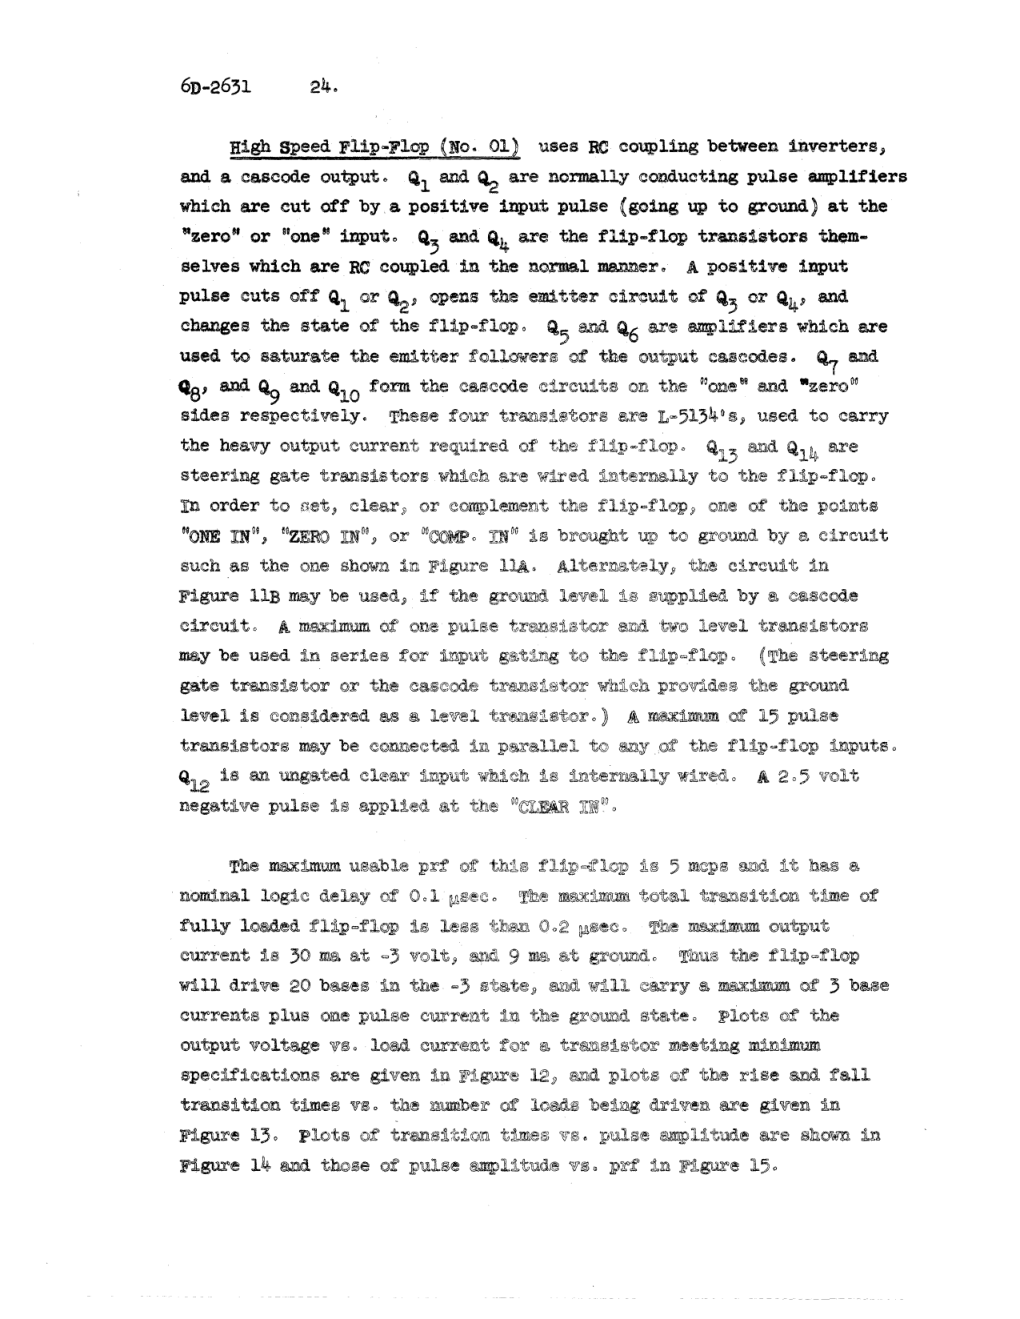 6D-2631 24.
High Speed Flip-Flop (No. 01) uses RC coupling between inverters,
and a cascode output. Q1 and Q2 are normally conducting pulse amplifiers
which are cut off by a positive input pulse (going up to ground) at the
"zero" or "one" input. Q3 and Q4 are the flip-flop transistors them-
selves which are RC coupled in the normal manner. A positive input
pulse cuts off Q1 or Q2, opens the emitter circuit of Q3 or Q4, and
changes the state of the flip-flop. Q5 and Q6 are amplifiers which are
used to saturate the emitter followers of the output cascodes. Q7 and
Q8, and Q9 and Q10 form the cascode circuits on the "one" and "zero"
sides respectively. These four transistors are L-5134's, used to carry
the heavy output current required of the flip-flop. Q13 and Q14 are
steering gate transistors which are wired internally to the flip-flop.
In order to set, clear, or complement the flip-flop, one of the points
"ONE IN", "ZERO IN", or "COMP. IN" is brought up to ground by a circuit
such as the one shown in Figure 11A. Alternately, the circuit in
Figure 11B may be used, if the ground level is supplied by a cascode
circuit. A maximum of one pulse transistor and two level transistors
may be used in series for input gating to the flip-flop. (The steering
gate transistor or the cascode transistor which provides the ground
level is considered as a level transistor.) A maximum of 15 pulse
transistors may be connected in parallel to any of the flip-flop inputs.
Q12 is an ungated clear input which is internally wired. A 2.5 volt
negative pulse is applied at the "CLEAR IN".
The maximum usable prf of this flip-flop is 5 mcps and it has a
nominal logic delay of 0.1 μsec. The maximum total transition time of
fully loaded flip-flop is less than 0.2 μsec. The maximum output
current is 30 ma at -3 volt, and 9 ma at ground. Thus the flip-flop
will drive 20 bases in the -3 state, and will carry a maximum of 3 base
currents plus one pulse current in the ground state. Plots of the
output voltage vs. load current for a transistor meeting minimum
specifications are given in Figure 12, and plots of the rise and fall
transition times vs. the number of loads being driven are given in
Figure 13. Plots of transition times vs. pulse amplitude are shown in
Figure 14 and those of pulse amplitude vs. prf in Figure 15.